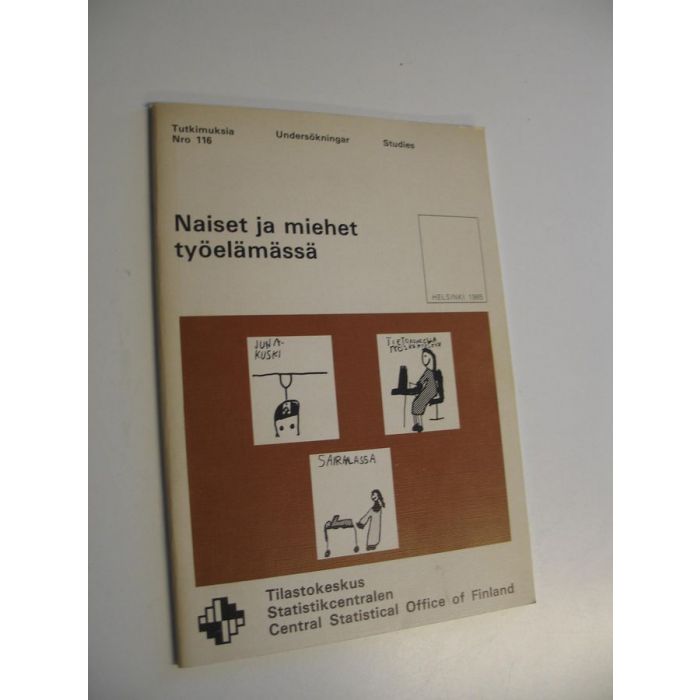 Tutkimuksia
Nro 116
Undersökningar
Studies
Naiset ja miehet
työelämässä
HELSINKI 1985
JUNA-
KUSKI
SAIRAALASSA
Tilastokeskus
Statistikcentralen
Central Statistical Office of Finland